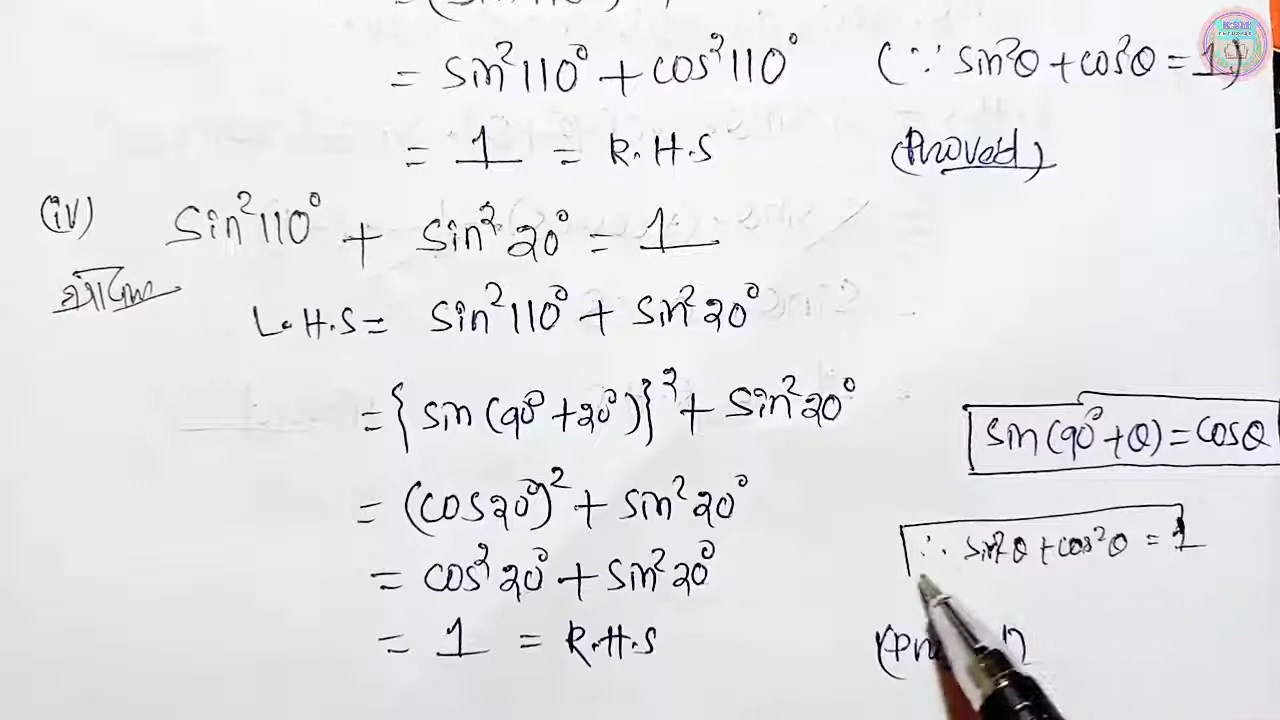 = sin²110° + cos²110° (∵ sin²θ + cos²θ = 1)
= 1 = R.H.S (Proved)
(iv) Sin²110° + sin²20° = 1
L.H.S = sin²110° + sin²20°
= {sin(90° + 20°)}² + sin²20°
sin(90° + θ) = cosθ
= (cos20°)² + sin²20°
∴ sin²θ + cos²θ = 1
= cos²20° + sin²20°
= 1 = R.H.S